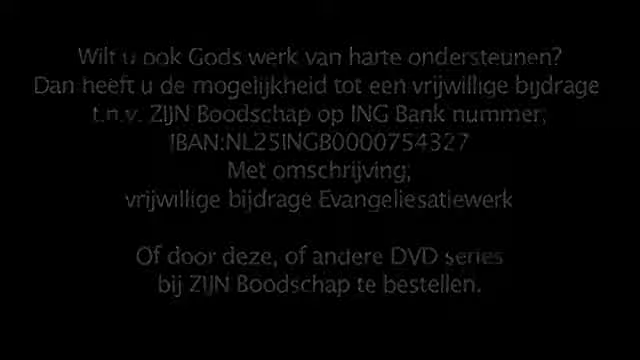 Wilt u ook Gods werk van harte ondersteunen?
Dan heeft u de mogelijkheid tot een vrijwillige bijdrage
t.n.v. ZIJN Boodschap op ING Bank nummer;
IBAN:NL25INGB0000754327
Met omschrijving;
vrijwillige bijdrage Evangeliesatiewerk
Of door deze, of andere DVD series
bij ZIJN Boodschap te bestellen.